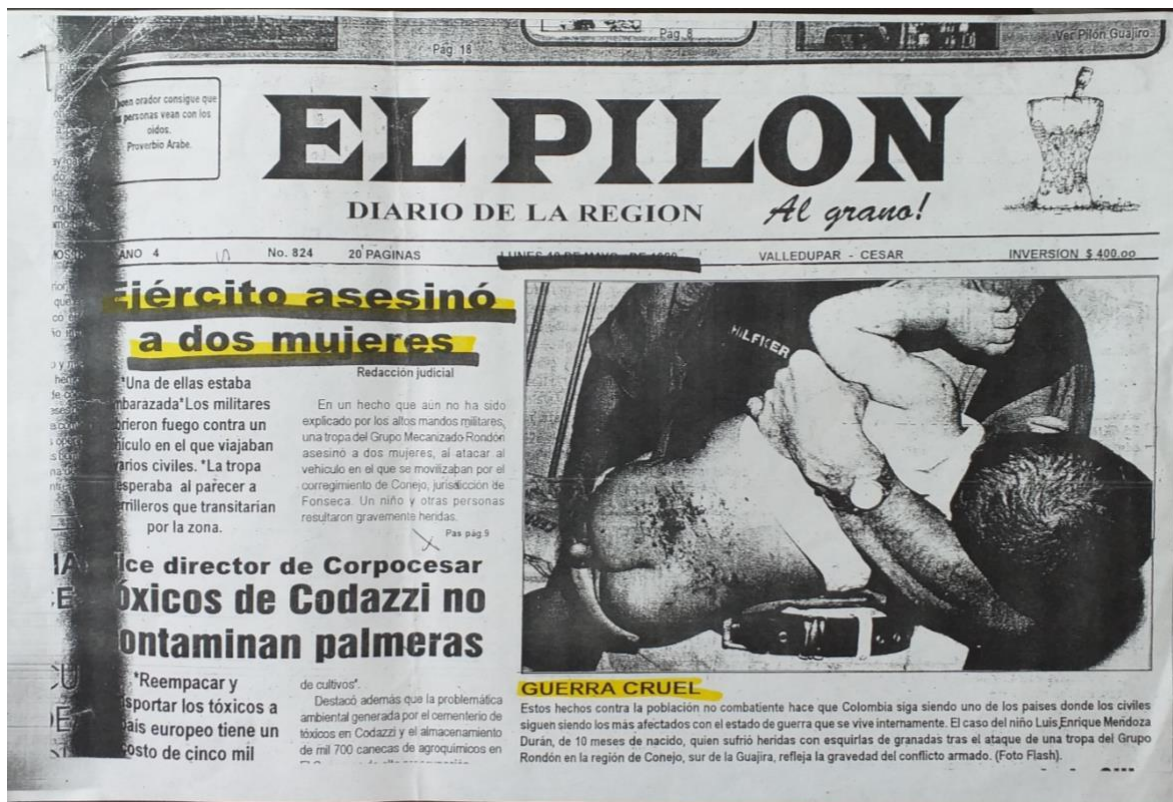 Pág. 18
Pág. 8
Ver Pilón Guajiro.
orador consigue que
personas vean con los
oidos.
Proverbio Arabe.
EL PILON
DIARIO DE LA REGION
Al grano!
ANO 4
No. 824
20 PAGINAS
VALLEDUPAR - CESAR
INVERSION $ 400.oo
Ejército asesinó
a dos mujeres
Redacción judicial
*Una de ellas estaba
mbarazada*Los militares
brieron fuego contra un
hículo en el que viajaban
arios civiles. *La tropa
esperaba al parecer a
rrilleros que transitarían
por la zona.
En un hecho que aún no ha sido
explicado por los altos mandos militares,
una tropa del Grupo Mecanizado Rondón
asesinó a dos mujeres, al atacar al
vehículo en el que se movilizaban por el
corregimiento de Conejo, jurisdicción de
Fonseca. Un niño y otras personas
resultaron gravemente heridas.
Pas pág.9
HILFIGER
ice director de Corpocesar
óxicos de Codazzi no
ontaminan palmeras
*Reempacar y
sportar los tóxicos a
país europeo tiene un
osto de cinco mil
de cultivos".
Destacó además que la problemática
ambiental generada por el cementerio de
tóxicos en Codazzi y el almacenamiento
de mil 700 canecas de agroquímicos en
GUERRA CRUEL
Estos hechos contra la población no combatiente hace que Colombia siga siendo uno de los paises donde los civiles
siguen siendo los más afectados con el estado de guerra que se vive internamente. El caso del niño Luis Enrique Mendoza
Durán, de 10 meses de nacido, quien sufrió heridas con esquirlas de granadas tras el ataque de una tropa del Grupo
Rondón en la región de Conejo, sur de la Guajira, refleja la gravedad del conflicto armado. (Foto Flash).